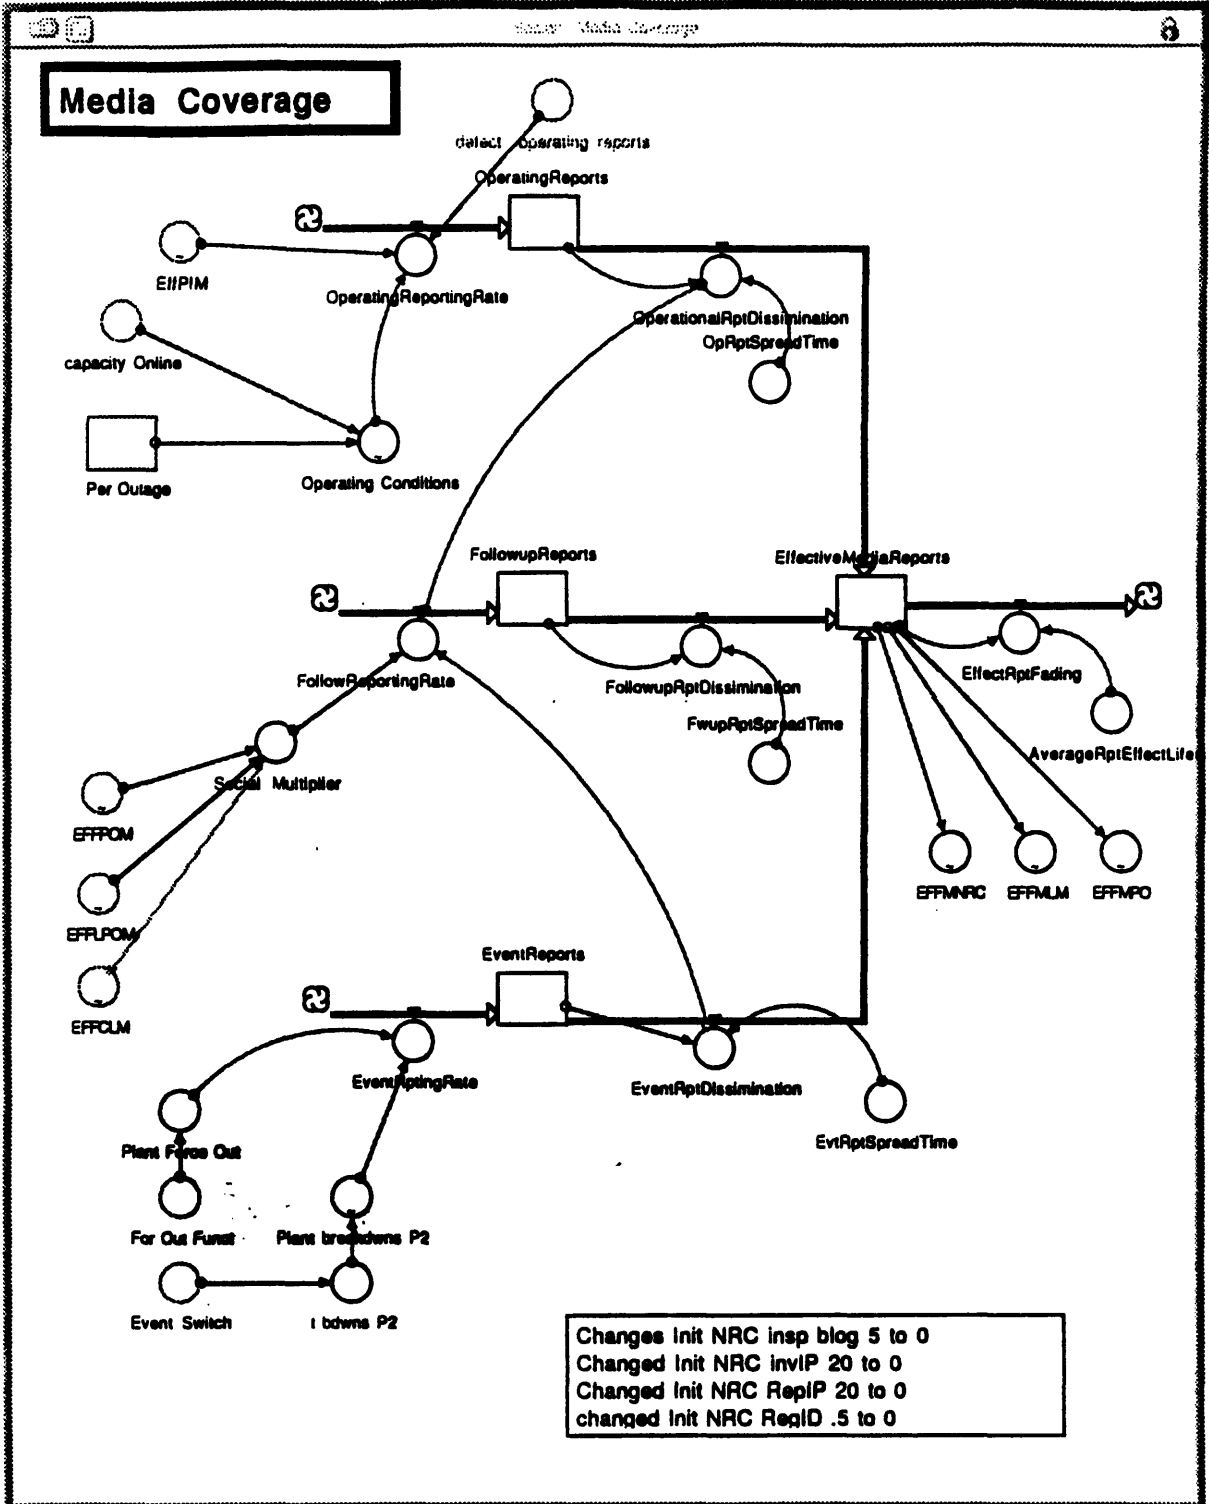 Media Coverage
Media Coverage
defect operating reports
OperatingReports
EffPIM
OperatingReportingRate
OperationalRptDissimination
OpRptSpreadTime
capacity Online
Per Outage
Operating Conditions
FollowupReports
EffectiveMediaReports
FollowReportingRate
FollowupRptDissimination
EffectRptFading
FwupRptSpreadTime
AverageRptEffectLife
Social Multiplier
EFFPOM
EFFLPOM
EFFCLM
EFFMNRC
EFFMLM
EFFMPO
EventReports
EventRptingRate
EventRptDissimination
EvtRptSpreadTime
Plant Force Out
For Out Funct
Plant breakdwns P2
Event Switch
t bdwns P2
Changes Init NRC insp blog 5 to 0
Changed Init NRC invIP 20 to 0
Changed Init NRC RepIP 20 to 0
changed Init NRC RegID .5 to 0